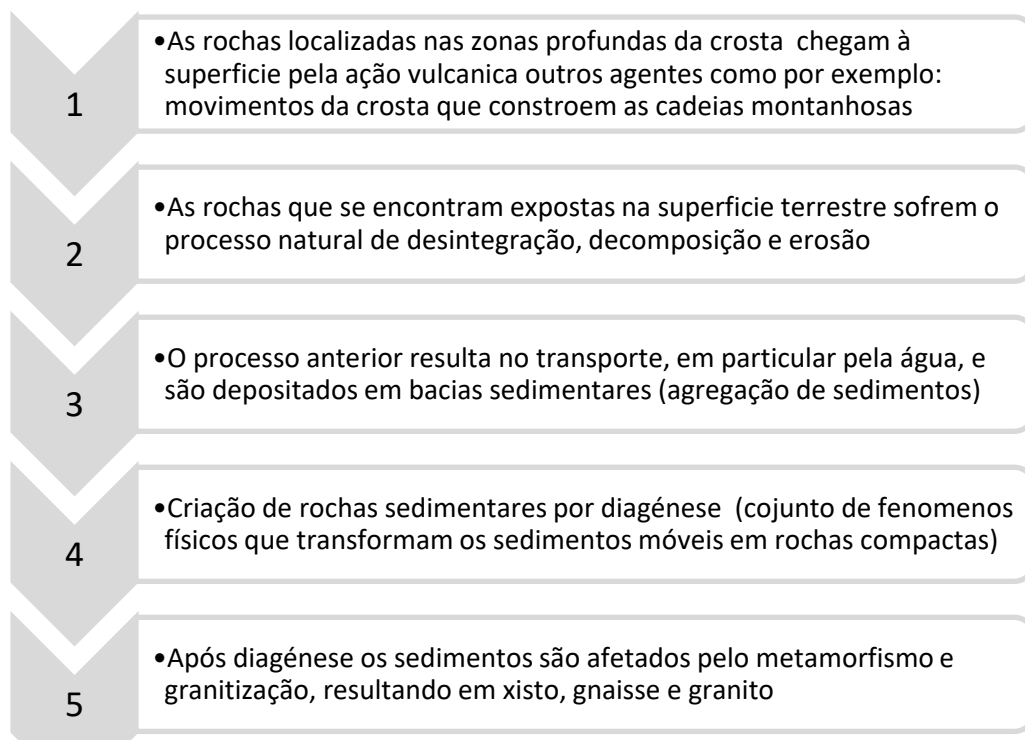 1
•As rochas localizadas nas zonas profundas da crosta chegam à
superficie pela ação vulcanica outros agentes como por exemplo:
movimentos da crosta que constroem as cadeias montanhosas
2
•As rochas que se encontram expostas na superficie terrestre sofrem o
processo natural de desintegração, decomposição e erosão
3
•O processo anterior resulta no transporte, em particular pela água, e
são depositados em bacias sedimentares (agregação de sedimentos)
4
•Criação de rochas sedimentares por diagénese (cojunto de fenomenos
físicos que transformam os sedimentos móveis em rochas compactas)
5
•Após diagénese os sedimentos são afetados pelo metamorfismo e
granitização, resultando em xisto, gnaisse e granito